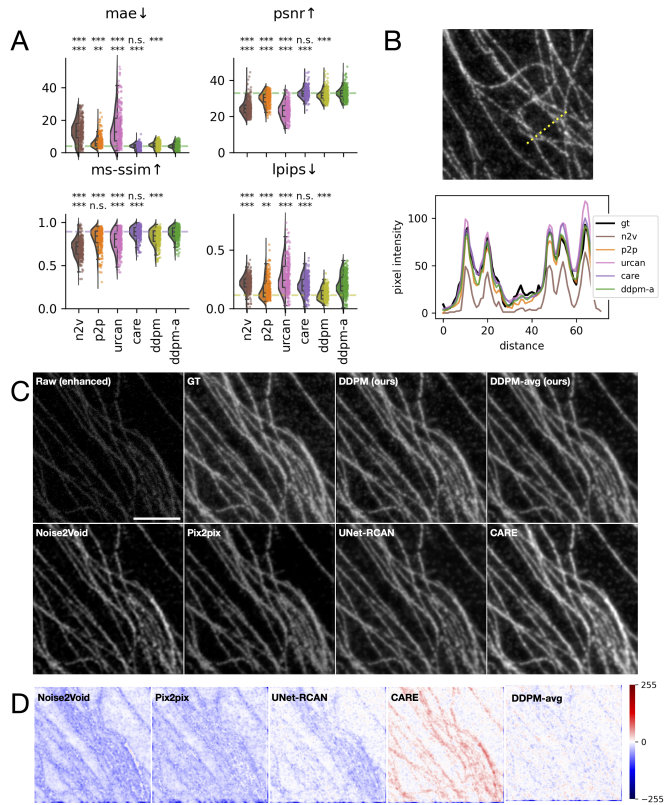 A
mae↓
*** *** *** n.s. ***
*** ** *** ***
40
20
0
psnr↑
*** *** *** n.s. ***
*** ** *** ***
40
20
0
ms-ssim↑
*** *** *** n.s. ***
*** n.s. *** ***
1.0
0.5
0.0
n2v
p2p
urcan
care
ddpm
ddpm-a
lpips↓
*** *** *** n.s. ***
*** ** *** ***
0.5
0.0
n2v
p2p
urcan
care
ddpm
ddpm-a
B
pixel intensity
100
50
0
0 20 40 60
distance
gt
n2v
p2p
urcan
care
ddpm-a
C
Raw (enhanced)
GT
DDPM (ours)
DDPM-avg (ours)
Noise2Void
Pix2pix
UNet-RCAN
CARE
D
Noise2Void
Pix2pix
UNet-RCAN
CARE
DDPM-avg
255
0
−255